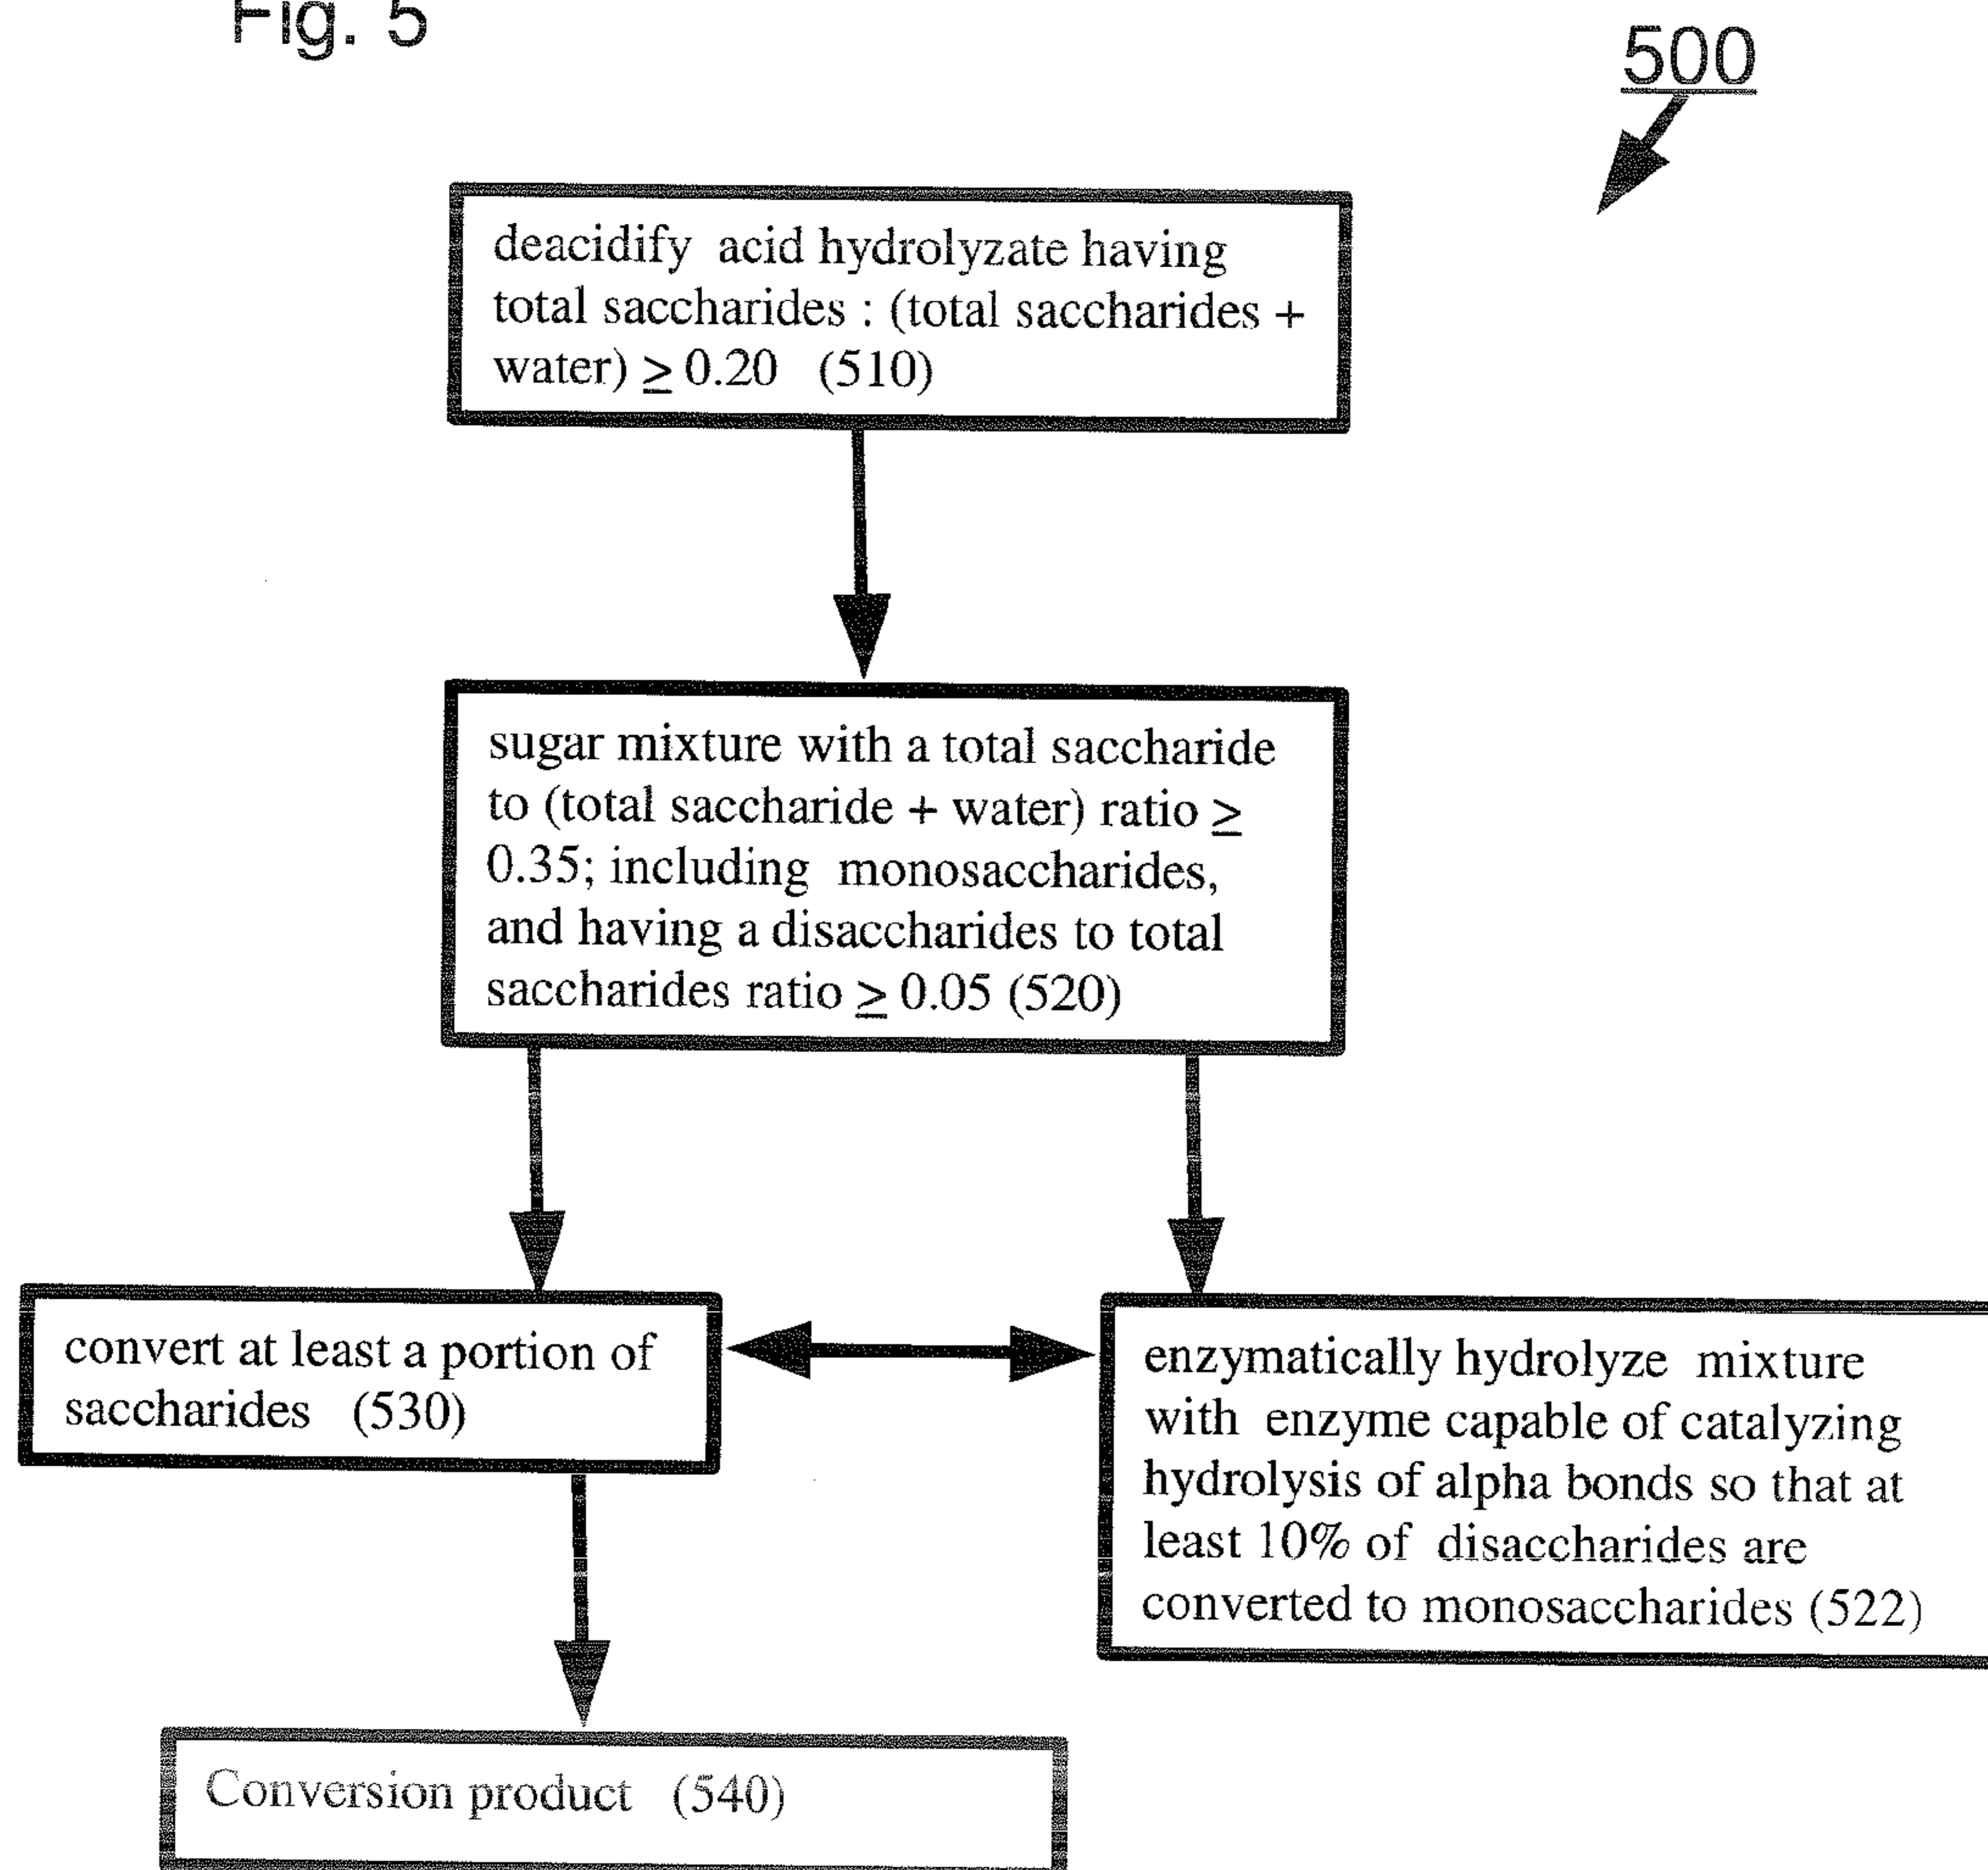 Fig. 5
500
deacidify acid hydrolyzate having
total saccharides : (total saccharides +
water) ≥ 0.20 (510)
sugar mixture with a total saccharide
to (total saccharide + water) ratio ≥
0.35; including monosaccharides,
and having a disaccharides to total
saccharides ratio ≥ 0.05 (520)
convert at least a portion of
saccharides (530)
enzymatically hydrolyze mixture
with enzyme capable of catalyzing
hydrolysis of alpha bonds so that at
least 10% of disaccharides are
converted to monosaccharides (522)
Conversion product (540)